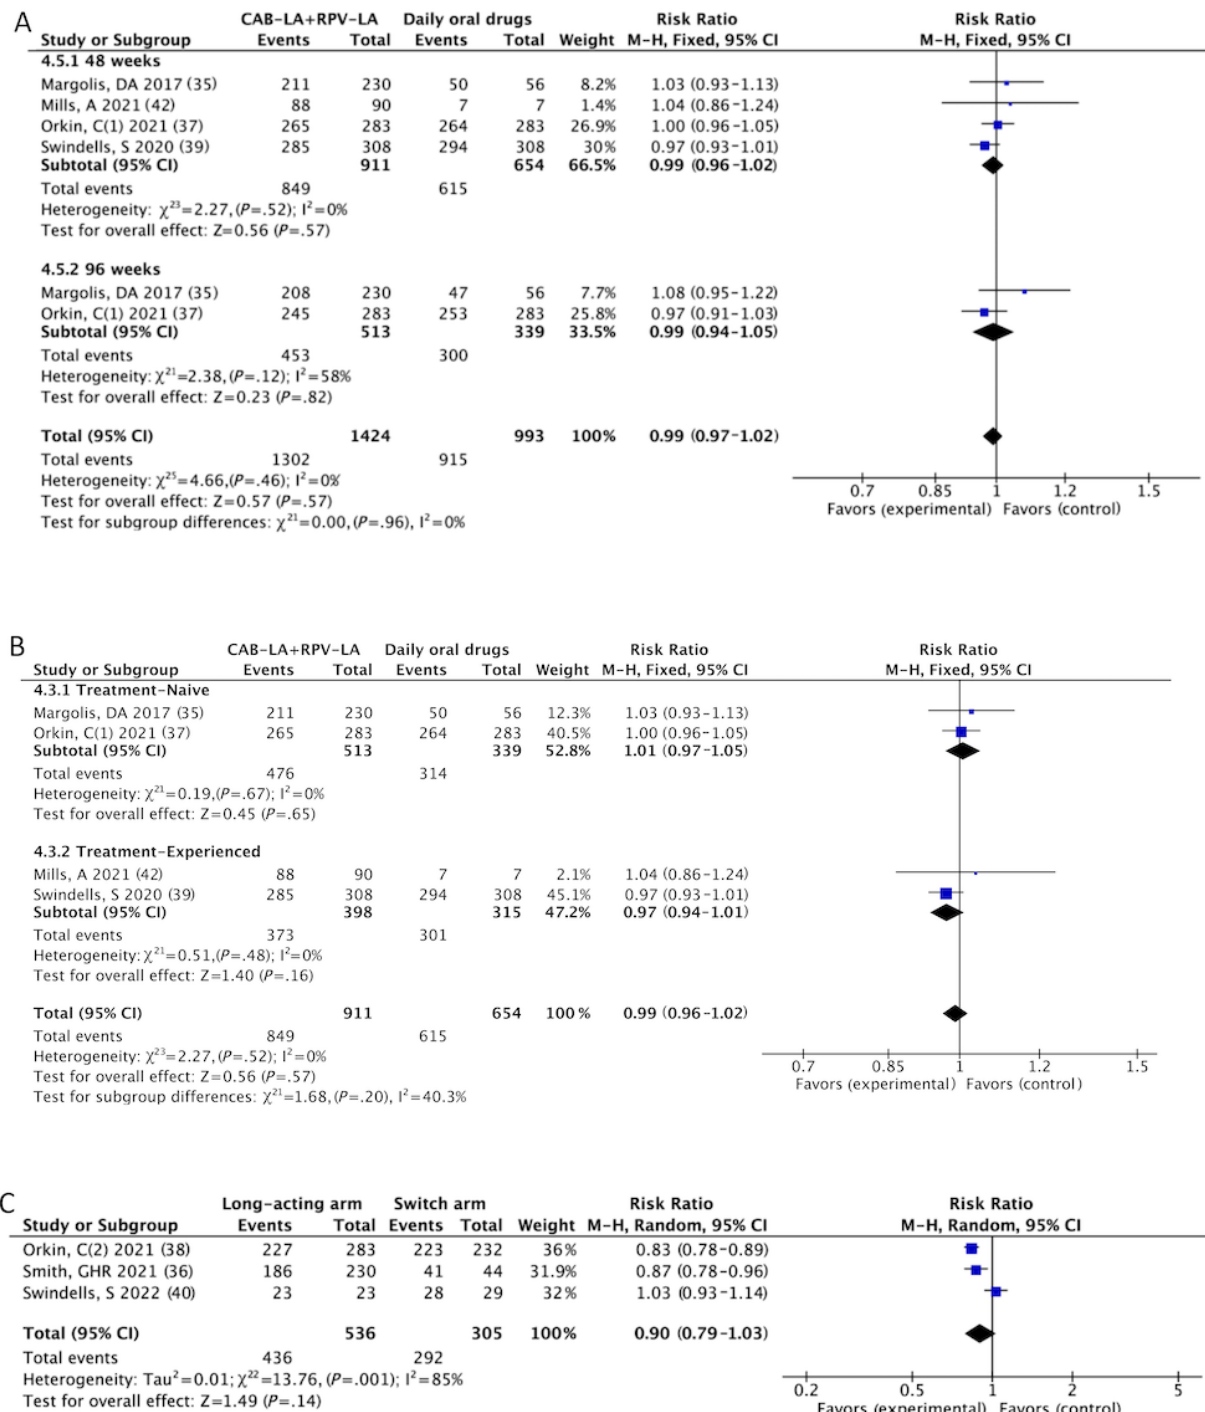 A
CAB-LA+RPV-LA Daily oral drugs Risk Ratio Risk Ratio
Study or Subgroup Events Total Events Total Weight M-H, Fixed, 95% CI M-H, Fixed, 95% CI
4.5.1 48 weeks
Margolis, DA 2017 (35) 211 230 50 56 8.2% 1.03 (0.93-1.13)
Mills, A 2021 (42) 88 90 7 7 1.4% 1.04 (0.86-1.24)
Orkin, C(1) 2021 (37) 265 283 264 283 26.9% 1.00 (0.96-1.05)
Swindells, S 2020 (39) 285 308 294 308 30% 0.97 (0.93-1.01)
Subtotal (95% CI) 911 654 66.5% 0.99 (0.96-1.02)
Total events 849 615
Heterogeneity: χ²³=2.27, (P=.52); I²=0%
Test for overall effect: Z=0.56 (P=.57)
4.5.2 96 weeks
Margolis, DA 2017 (35) 208 230 47 56 7.7% 1.08 (0.95-1.22)
Orkin, C(1) 2021 (37) 245 283 253 283 25.8% 0.97 (0.91-1.03)
Subtotal (95% CI) 513 339 33.5% 0.99 (0.94-1.05)
Total events 453 300
Heterogeneity: χ²¹=2.38, (P=.12); I²=58%
Test for overall effect: Z=0.23 (P=.82)
Total (95% CI) 1424 993 100% 0.99 (0.97-1.02)
Total events 1302 915
Heterogeneity: χ²⁵=4.66, (P=.46); I²=0%
Test for overall effect: Z=0.57 (P=.57)
Test for subgroup differences: χ²¹=0.00, (P=.96), I²=0%
0.7 0.85 1 1.2 1.5
Favors (experimental) Favors (control)
B
CAB-LA+RPV-LA Daily oral drugs Risk Ratio Risk Ratio
Study or Subgroup Events Total Events Total Weight M-H, Fixed, 95% CI M-H, Fixed, 95% CI
4.3.1 Treatment-Naive
Margolis, DA 2017 (35) 211 230 50 56 12.3% 1.03 (0.93-1.13)
Orkin, C(1) 2021 (37) 265 283 264 283 40.5% 1.00 (0.96-1.05)
Subtotal (95% CI) 513 339 52.8% 1.01 (0.97-1.05)
Total events 476 314
Heterogeneity: χ²¹=0.19,(P=.67); I²=0%
Test for overall effect: Z=0.45 (P=.65)
4.3.2 Treatment-Experienced
Mills, A 2021 (42) 88 90 7 7 2.1% 1.04 (0.86-1.24)
Swindells, S 2020 (39) 285 308 294 308 45.1% 0.97 (0.93-1.01)
Subtotal (95% CI) 398 315 47.2% 0.97 (0.94-1.01)
Total events 373 301
Heterogeneity: χ²¹=0.51,(P=.48); I²=0%
Test for overall effect: Z=1.40 (P=.16)
Total (95% CI) 911 654 100 % 0.99 (0.96-1.02)
Total events 849 615
Heterogeneity: χ²³=2.27, (P=.52); I²=0%
Test for overall effect: Z=0.56 (P=.57)
Test for subgroup differences: χ²¹=1.68, (P=.20), I²=40.3%
0.7 0.85 1 1.2 1.5
Favors (experimental) Favors (control)
C
Long-acting arm Switch arm Risk Ratio Risk Ratio
Study or Subgroup Events Total Events Total Weight M-H, Random, 95% CI M-H, Random, 95% CI
Orkin, C(2) 2021 (38) 227 283 223 232 36% 0.83 (0.78-0.89)
Smith, GHR 2021 (36) 186 230 41 44 31.9% 0.87 (0.78-0.96)
Swindells, S 2022 (40) 23 23 28 29 32% 1.03 (0.93-1.14)
Total (95% CI) 536 305 100% 0.90 (0.79-1.03)
Total events 436 292
Heterogeneity: Tau²=0.01; χ²²=13.76, (P=.001); I²=85%
Test for overall effect: Z=1.49 (P=.14)
0.2 0.5 1 2 5
Favors (experimental) Favors (control)